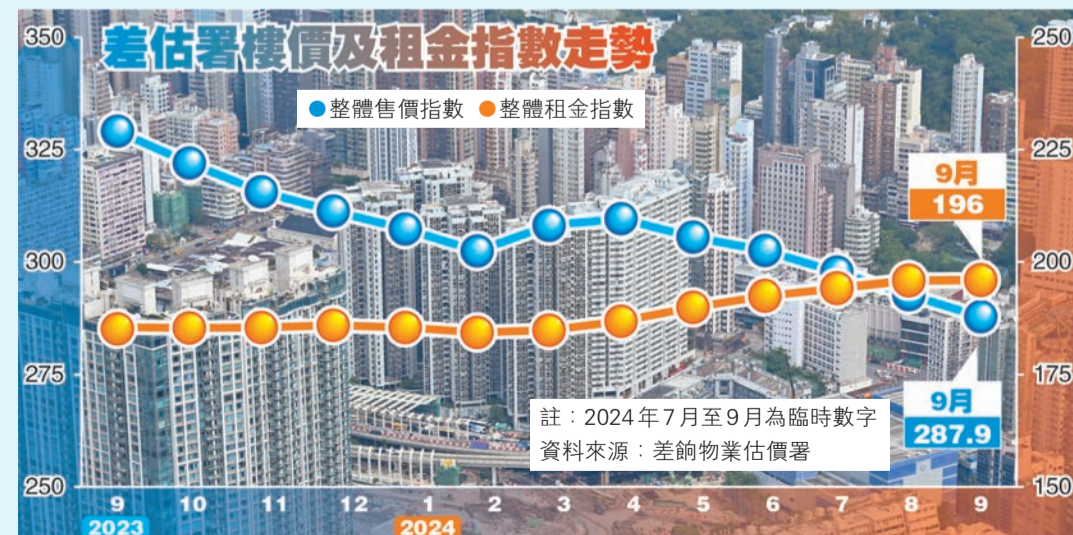 差估署樓價及租金指數走勢
整體售價指數 整體租金指數
350
325
300
275
250
250
225
200
175
150
9月
196
9月
287.9
註：2024年7月至9月為臨時數字
資料來源：差餉物業估價署
9 10 11 12 1 2 3 4 5 6 7 8 9
2023 2024